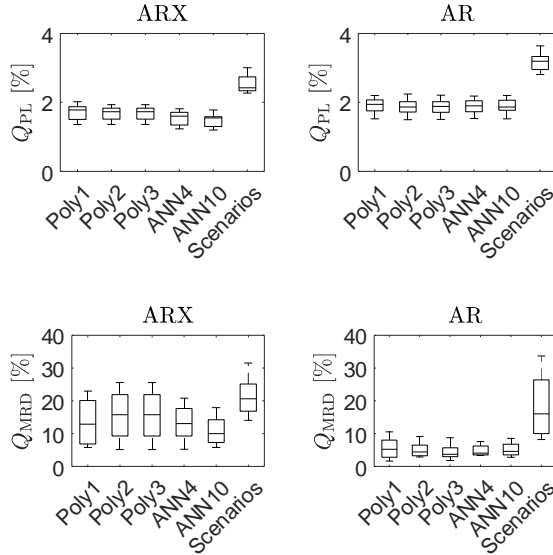 ARX
AR
Q_PL [%]
4
2
0
Poly1
Poly2
Poly3
ANN4
ANN10
Scenarios
Q_PL [%]
4
2
0
Poly1
Poly2
Poly3
ANN4
ANN10
Scenarios
ARX
AR
Q_MRD [%]
40
30
20
10
0
Poly1
Poly2
Poly3
ANN4
ANN10
Scenarios
Q_MRD [%]
40
30
20
10
0
Poly1
Poly2
Poly3
ANN4
ANN10
Scenarios